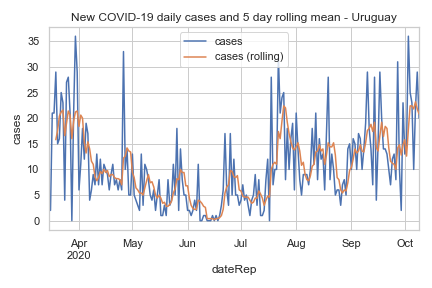 New COVID-19 daily cases and 5 day rolling mean - Uruguay
cases
cases (rolling)
cases
35
30
25
20
15
10
5
0
Apr
2020
May
Jun
Jul
Aug
Sep
Oct
dateRep